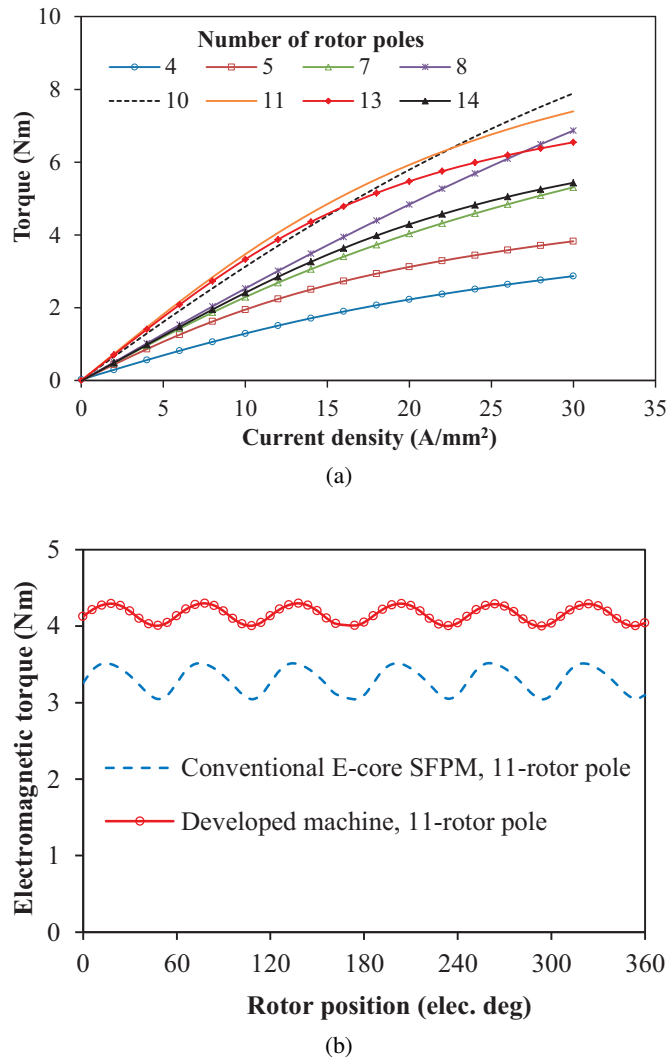 10
8
6
4
2
0
Torque (Nm)
Number of rotor poles
4 5 7 8
10 11 13 14
0 5 10 15 20 25 30 35
Current density (A/mm²)
(a)
5
4
3
2
1
0
Electromagnetic torque (Nm)
Conventional E-core SFPM, 11-rotor pole
Developed machine, 11-rotor pole
0 60 120 180 240 300 360
Rotor position (elec. deg)
(b)